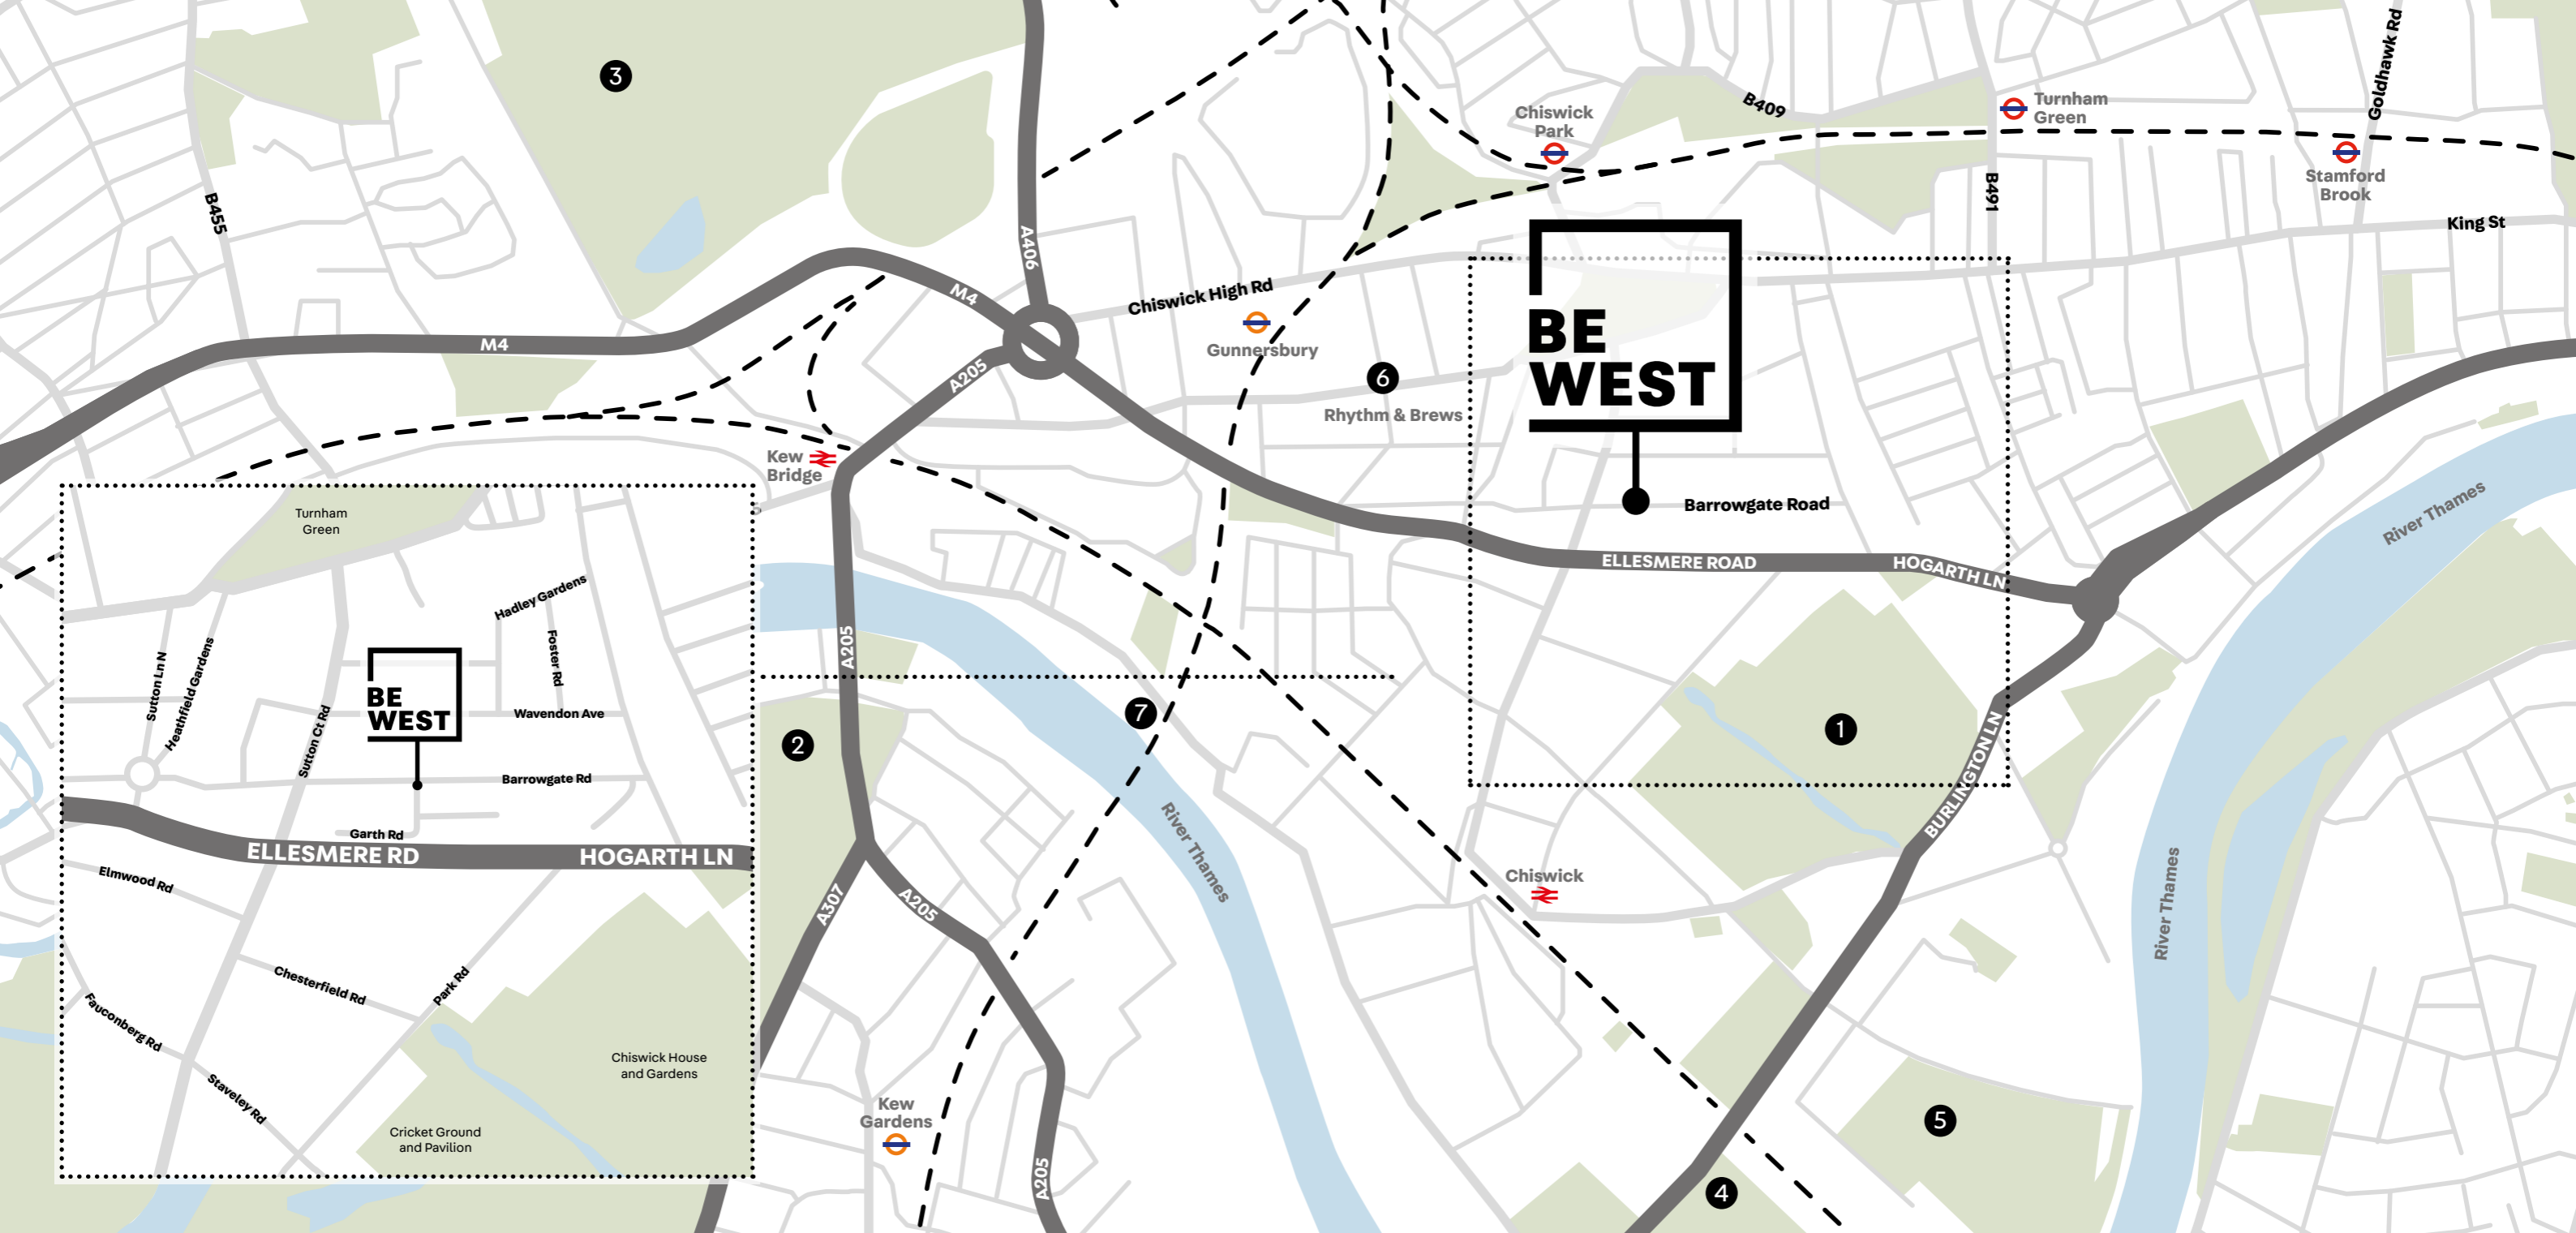 3
B455
A406
M4
M4
A205
Chiswick High Rd
Gunnersbury
Chiswick
Park
B409
Turnham
Green
B491
Goldhawk Rd
Stamford
Brook
King St
6
Rhythm & Brews
BE
WEST
Barrowgate Road
ELLESMERE ROAD
HOGARTH LN
River Thames
Kew
Bridge
A205
2
7
River Thames
1
BURLINGTON LN
River Thames
Chiswick
A307
A205
Kew
Gardens
A205
5
4
Turnham
Green
Hadley Gardens
Foster Rd
Sutton Ln N
Heathfield Gardens
Sutton Ct Rd
BE
WEST
Wavendon Ave
Barrowgate Rd
Garth Rd
ELLESMERE RD
HOGARTH LN
Elmwood Rd
Chesterfield Rd
Park Rd
Fauconberg Rd
Staveley Rd
Chiswick House
and Gardens
Cricket Ground
and Pavilion